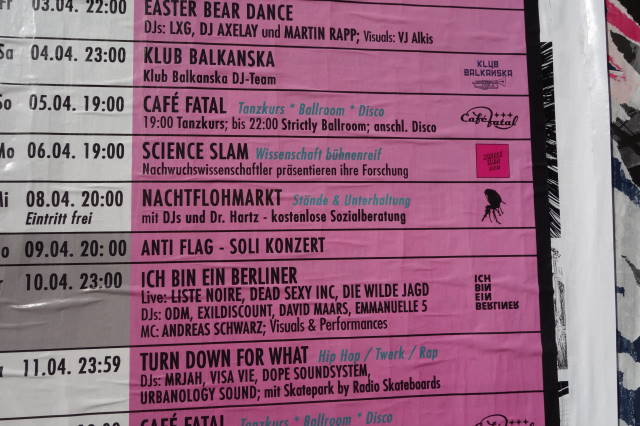 Fr 03.04. 22:00 EASTER BEAR DANCE
DJs: LXG, DJ AXELAY und MARTIN RAPP; Visuals: VJ Alkis
Sa 04.04. 23:00 KLUB BALKANSKA
Klub Balkanska DJ-Team
KLUB
BALKANSKA
So 05.04. 19:00 CAFÉ FATAL Tanzkurs * Ballroom * Disco
19:00 Tanzkurs; bis 22:00 Strictly Ballroom; anschl. Disco
Café fatal
Mo 06.04. 19:00 SCIENCE SLAM Wissenschaft bühnenreif
Nachwuchswissenschaftler präsentieren ihre Forschung
Mi 08.04. 20:00 NACHTFLOHMARKT Stände & Unterhaltung
Eintritt frei mit DJs und Dr. Hartz - kostenlose Sozialberatung
Do 09.04. 20:00 ANTI FLAG - SOLI KONZERT
Fr 10.04. 23:00 ICH BIN EIN BERLINER
Live: LISTE NOIRE, DEAD SEXY INC, DIE WILDE JAGD
DJs: ODM, EXILDISCOUNT, DAVID MAARS, EMMANUELLE 5
MC: ANDREAS SCHWARZ; Visuals & Performances
ICH
BIN
EIN
BERLINER
11.04. 23:59 TURN DOWN FOR WHAT Hip Hop / Twerk / Rap
DJs: MRJAH, VISA VIE, DOPE SOUNDSYSTEM,
URBANOLOGY SOUND; mit Skatepark by Radio Skateboards
CAFÉ FATAL Tanzkurs * Ballroom * Disco